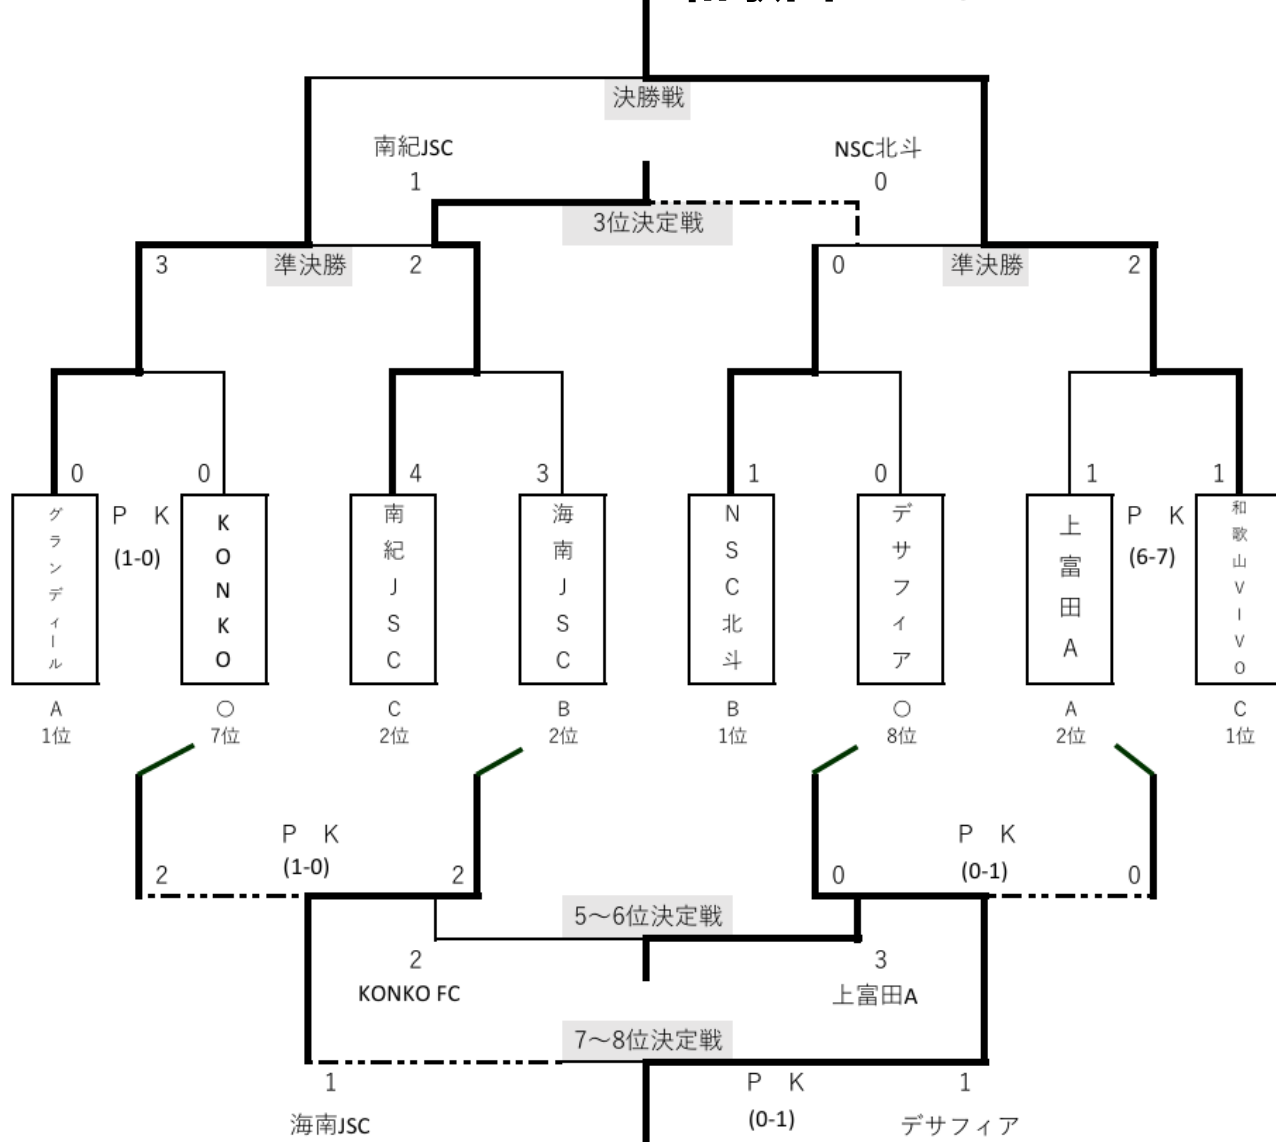 決勝戦
南紀JSC NSC北斗
1 0
3位決定戦
3 準決勝 2 0 準決勝 2
0 0 4 3 1 0 1 1
グランディール
P K
(1-0)
KONKO
南紀JSC
海南JSC
NSC北斗
デサフィア
上富田A
P K
(6-7)
和歌山VIVO
A 〇 C B B 〇 A C
1位 7位 2位 2位 1位 8位 2位 1位
P K P K
(1-0) (0-1)
2 2 0 0
5～6位決定戦
2 3
KONKO FC 上富田A
7～8位決定戦
1 P K 1
(0-1)
海南JSC デサフィア